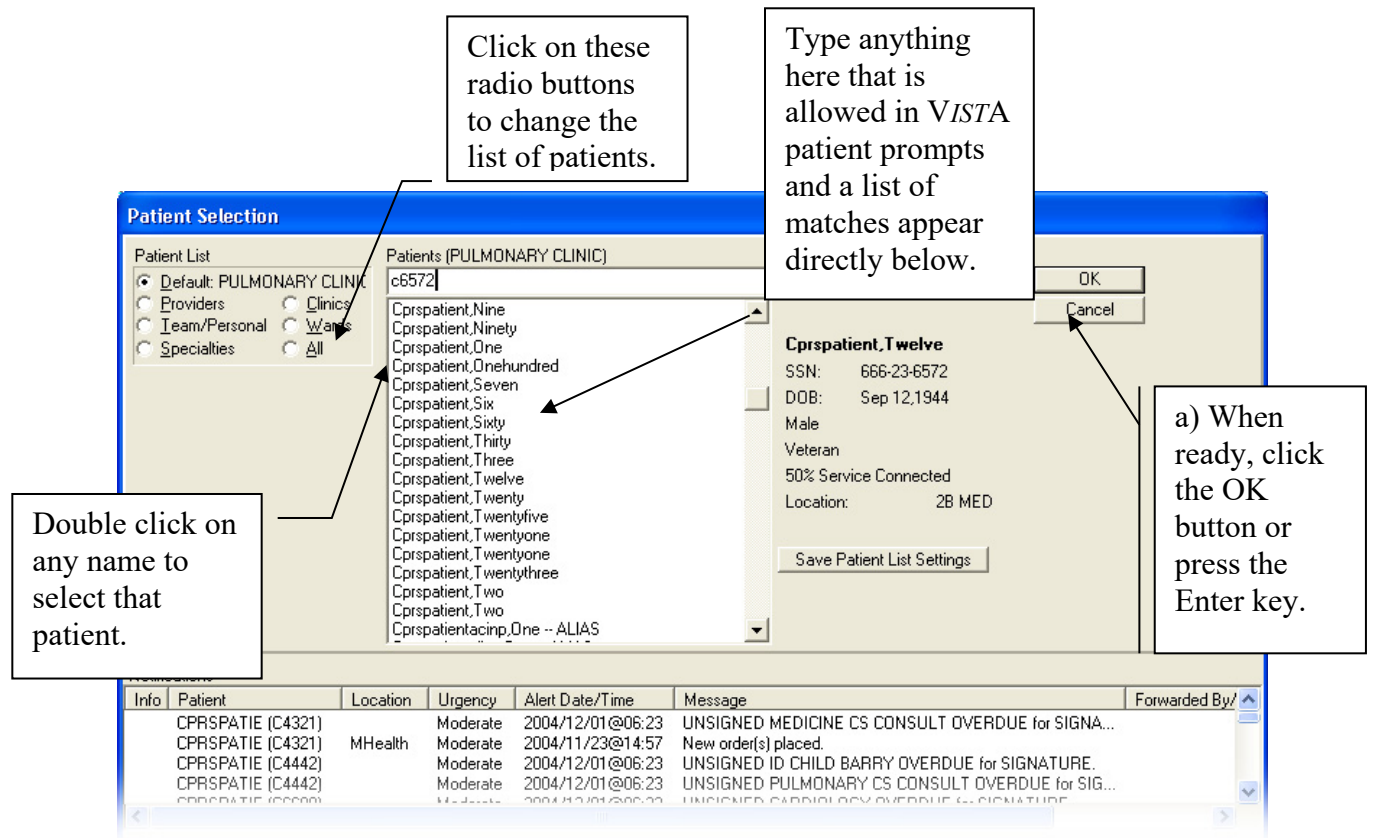 Click on these
radio buttons
to change the
list of patients.
Type anything
here that is
allowed in VISTA
patient prompts
and a list of
matches appear
directly below.
Patient Selection
Patient List
Default: PULMONARY CLINIC
Providers Clinics
Team/Personal Wards
Specialties All
Patients (PULMONARY CLINIC)
c6572
Cprspatient,Nine
Cprspatient,Ninety
Cprspatient,One
Cprspatient,Onehundred
Cprspatient,Seven
Cprspatient,Six
Cprspatient,Sixty
Cprspatient,Thirty
Cprspatient,Three
Cprspatient,Twelve
Cprspatient,Twenty
Cprspatient,Twentyfive
Cprspatient,Twentyone
Cprspatient,Twentyone
Cprspatient,Twentythree
Cprspatient,Two
Cprspatient,Two
Cprspatientacinp,One -- ALIAS
OK
Cancel
Cprspatient,Twelve
SSN: 666-23-6572
DOB: Sep 12,1944
Male
Veteran
50% Service Connected
Location: 2B MED
Save Patient List Settings
a) When
ready, click
the OK
button or
press the
Enter key.
Double click on
any name to
select that
patient.
Info Patient Location Urgency Alert Date/Time Message Forwarded By/
CPRSPATIE (C4321) Moderate 2004/12/01@06:23 UNSIGNED MEDICINE CS CONSULT OVERDUE for SIGNA...
CPRSPATIE (C4321) MHealth Moderate 2004/11/23@14:57 New order(s) placed.
CPRSPATIE (C4442) Moderate 2004/12/01@06:23 UNSIGNED ID CHILD BARRY OVERDUE for SIGNATURE.
CPRSPATIE (C4442) Moderate 2004/12/01@06:23 UNSIGNED PULMONARY CS CONSULT OVERDUE for SIG...